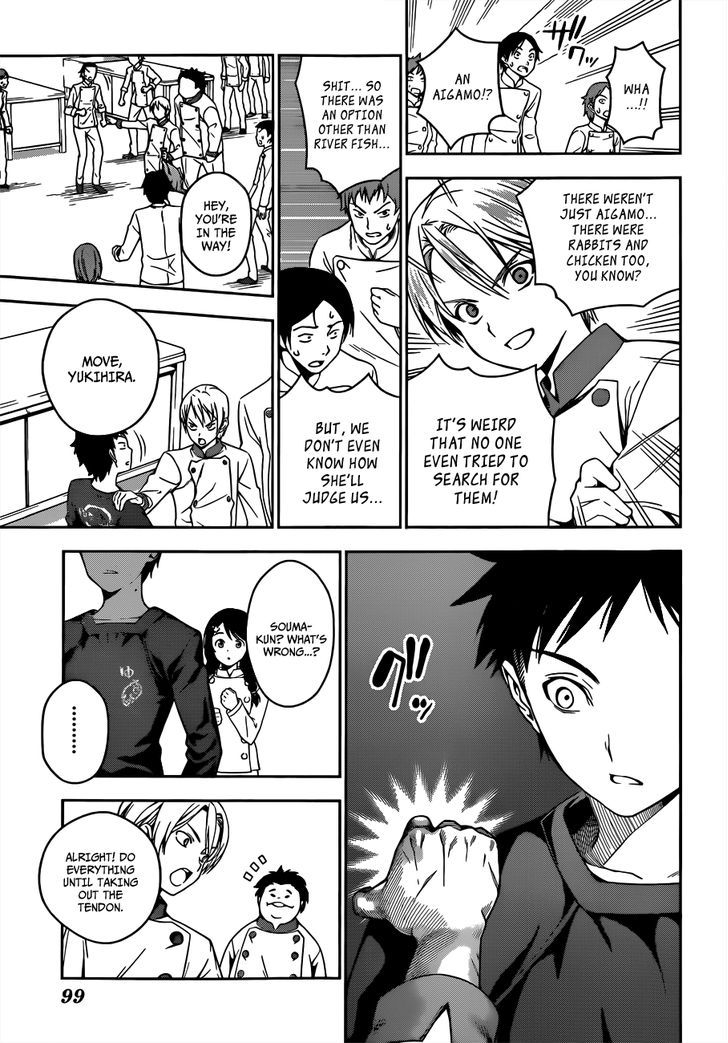 WHA
...!!
AN
AIGAMO!?
THERE WEREN'T
JUST AIGAMO...
THERE WERE
RABBITS AND
CHICKEN TOO,
YOU KNOW?
IT'S WEIRD
THAT NO ONE
EVEN TRIED TO
SEARCH FOR
THEM!
SHIT... SO
THERE WAS
AN OPTION
OTHER THAN
RIVER FISH...
BUT, WE
DON'T EVEN
KNOW HOW
SHE'LL
JUDGE US...
HEY,
YOU'RE IN
THE WAY!
MOVE,
YUKIHIRA.
SOUMA-
KUN? WHAT'S
WRONG...?
ゆ
.........
ALRIGHT! DO
EVERYTHING
UNTIL TAKING
OUT THE
TENDON.
99